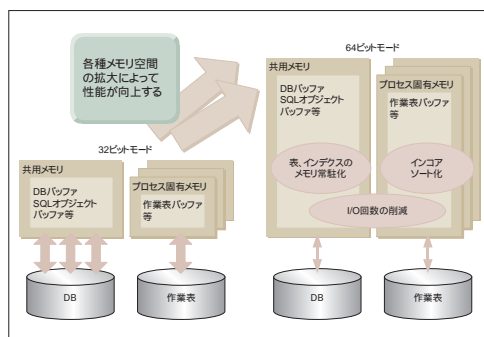 各種メモリ空間
の拡大によって
性能が向上する
32ビットモード
共用メモリ
DBバッファ
SQLオブジェクト
バッファ等
プロセス固有メモリ
作業表バッファ
等
DB
作業表
64ビットモード
共用メモリ
DBバッファ
SQLオブジェクト
バッファ等
プロセス固有メモリ
作業表バッファ
等
表、インデクスの
メモリ常駐化
インコア
ソート化
I/O回数の削減
DB
作業表